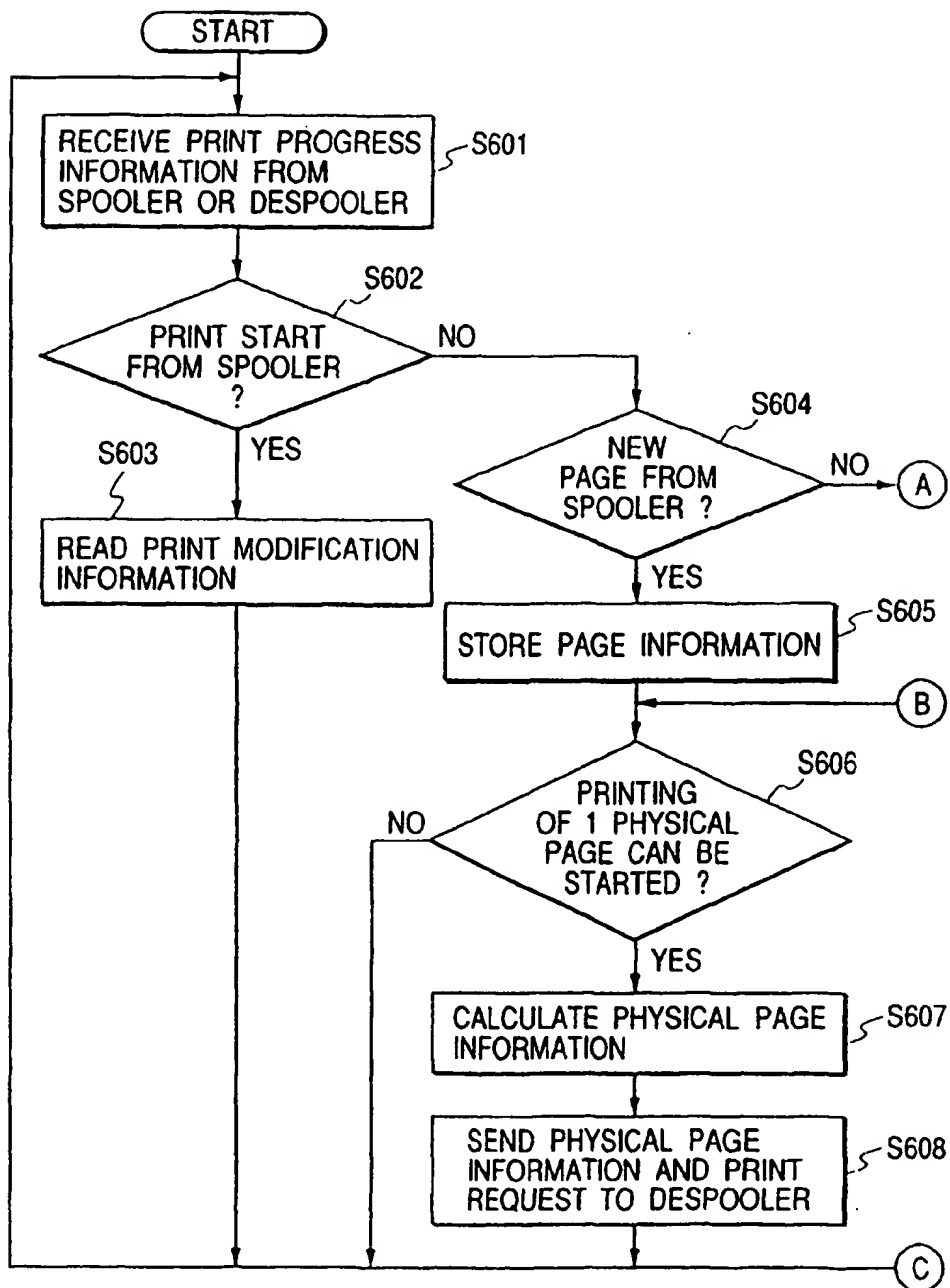 START
RECEIVE PRINT PROGRESS
INFORMATION FROM
SPOOLER OR DESPOOLER
S601
S602
PRINT START
FROM SPOOLER
?
NO
YES
S603
READ PRINT MODIFICATION
INFORMATION
S604
NEW
PAGE FROM
SPOOLER ?
NO
A
YES
S605
STORE PAGE INFORMATION
B
S606
PRINTING
OF 1 PHYSICAL
PAGE CAN BE
STARTED ?
NO
YES
CALCULATE PHYSICAL PAGE
INFORMATION
S607
SEND PHYSICAL PAGE
INFORMATION AND PRINT
REQUEST TO DESPOOLER
S608
C